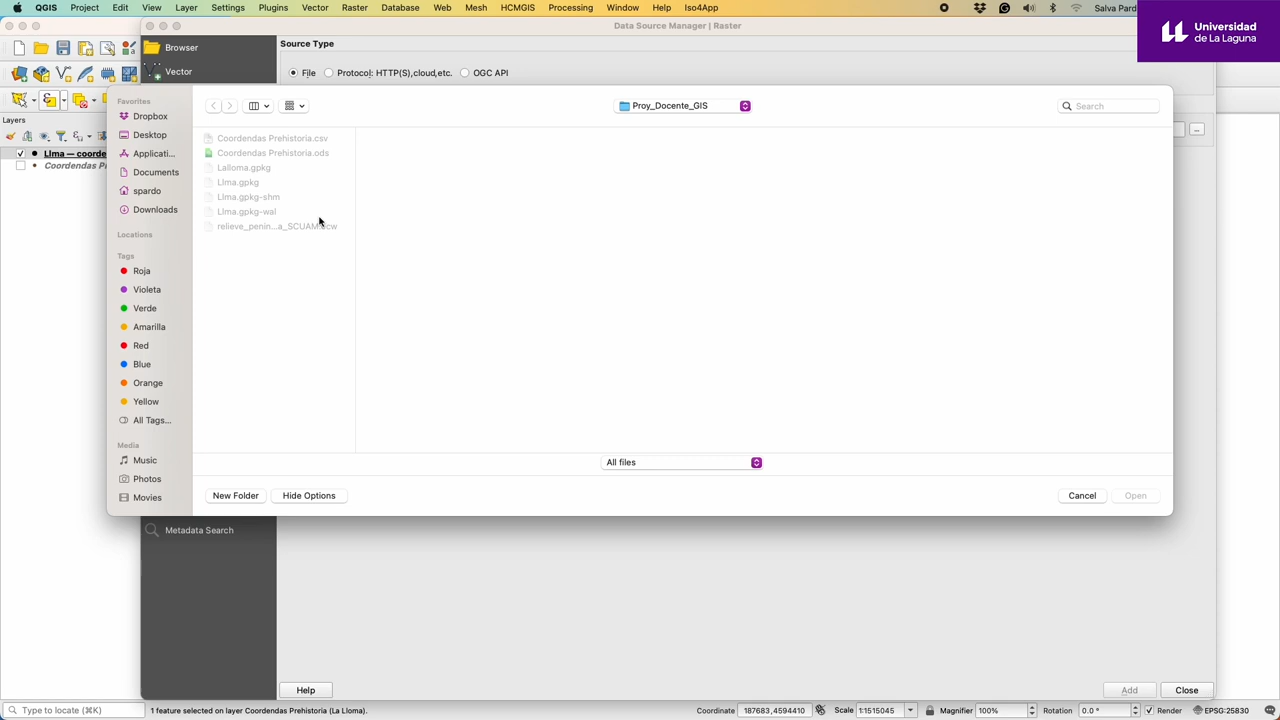 QGIS Project Edit View Layer Settings Plugins Vector Raster Database Web Mesh HCMGIS Processing Window Help Iso4App
Salva Pard
Universidad
de La Laguna
Data Source Manager | Raster
Browser
Vector
Source Type
File Protocol: HTTP(S),cloud,etc. OGC API
Layers
Llma — coorde
Coordendas P
Favorites
Dropbox
Desktop
Applicati...
Documents
spardo
Downloads
Locations
Tags
Roja
Violeta
Verde
Amarilla
Red
Blue
Orange
Yellow
All Tags...
Media
Music
Photos
Movies
Proy_Docente_GIS
Search
Coordendas Prehistoria.csv
Coordendas Prehistoria.ods
Lalloma.gpkg
Llma.gpkg
Llma.gpkg-shm
Llma.gpkg-wal
All files
New Folder Hide Options Cancel Open
Metadata Search
Help Add Close
Type to locate (⌘K) 1 feature selected on layer Coordendas Prehistoria (La Lloma). Coordinate 187683,4594410 Scale 1:1515045 Magnifier 100% Rotation 0.0 ° Render EPSG:25830